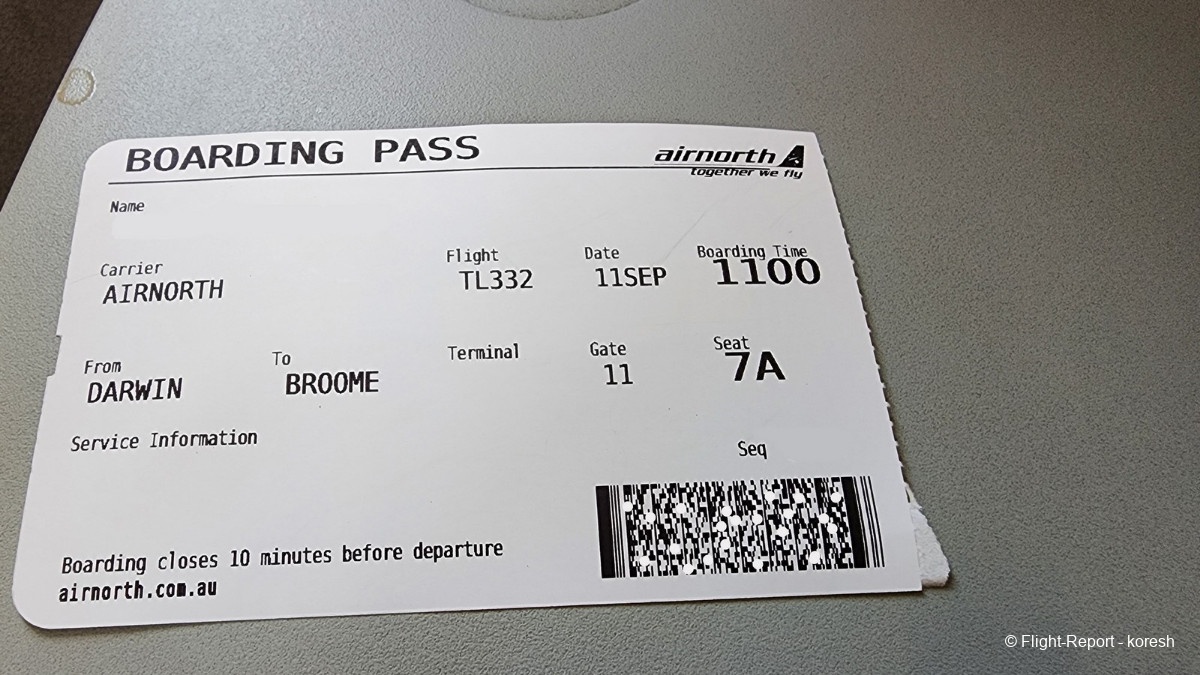 BOARDING PASS
airnorth
together we fly
Name
Carrier
AIRNORTH
Flight
TL332
Date
11SEP
Boarding Time
1100
From
DARWIN
To
BROOME
Terminal
Gate
11
Seat
7A
Service Information
Seq
Boarding closes 10 minutes before departure
airnorth.com.au
© Flight-Report - koresh